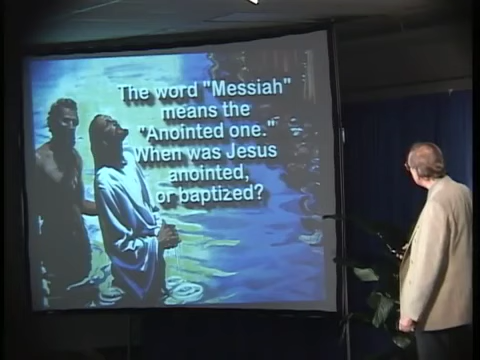 The word "Messiah"
means the
"Anointed one."
When was Jesus
anointed,
or baptized?